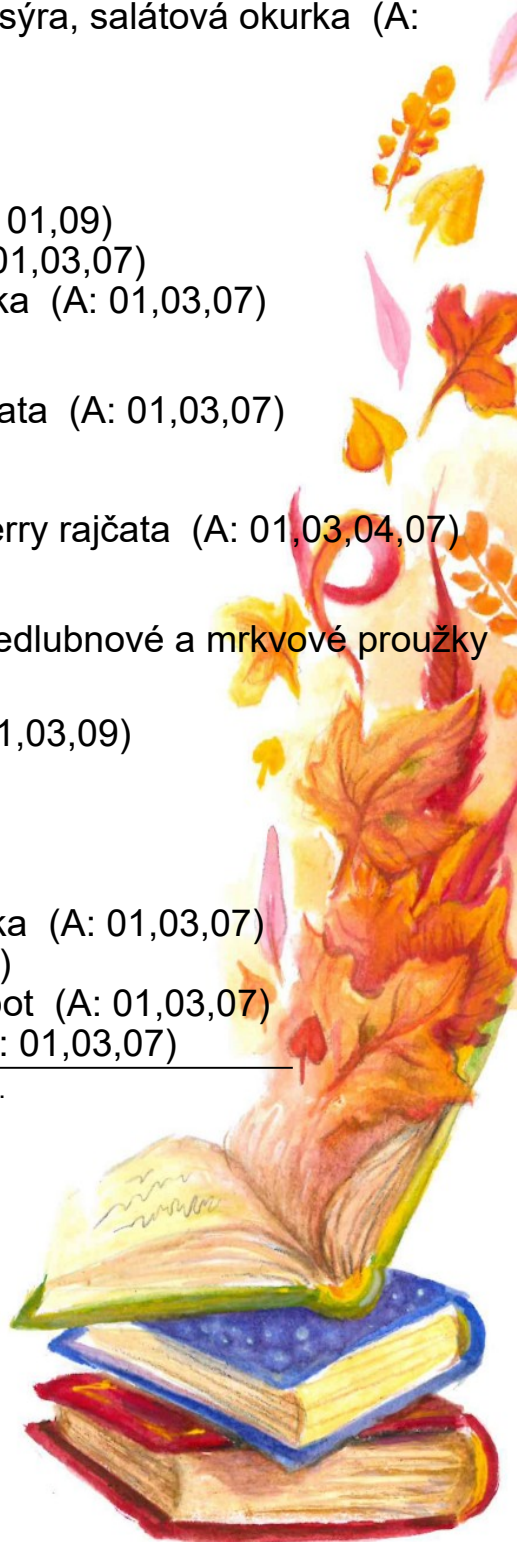 sýra, salátová okurka (A:
01,09)
01,03,07)
ka (A: 01,03,07)
ata (A: 01,03,07)
erry rajčata (A: 01,03,04,07)
edlubnové a mrkvové proužky
1,03,09)
ka (A: 01,03,07)
)
pot (A: 01,03,07)
: 01,03,07)
.